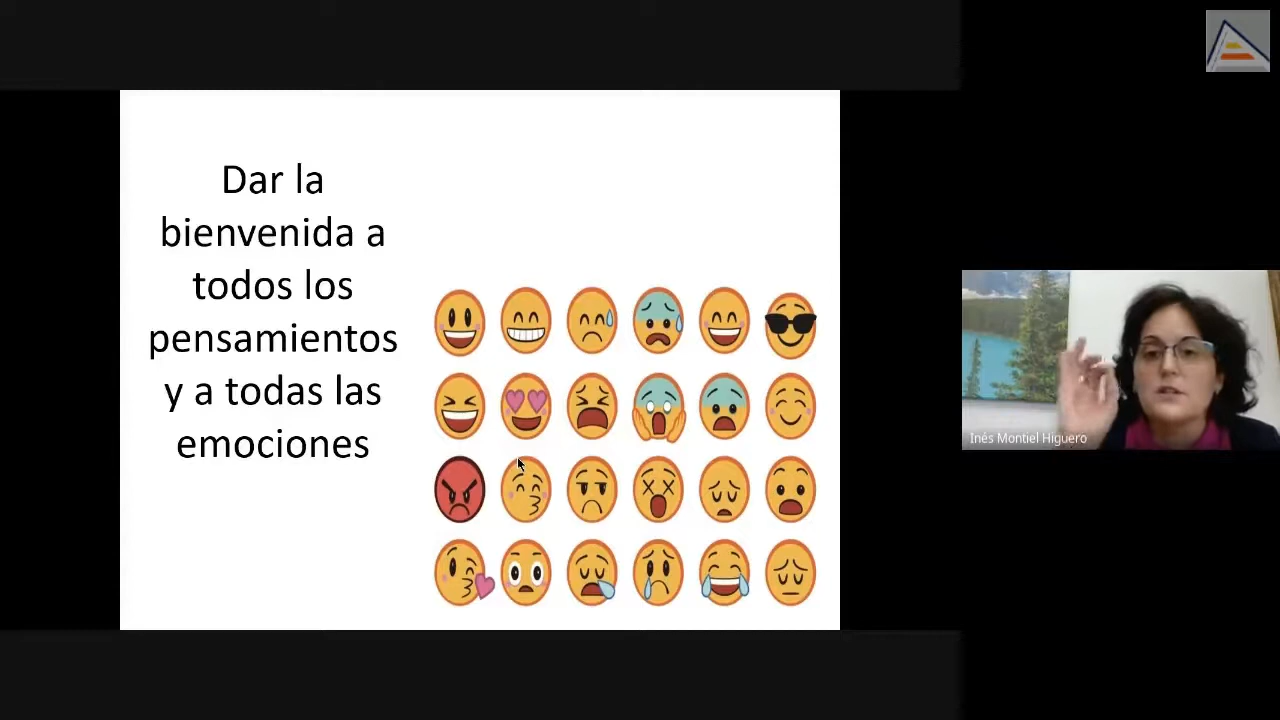 Dar la
bienvenida a
todos los
pensamientos
y a todas las
emociones
Inés Montiel Higuero